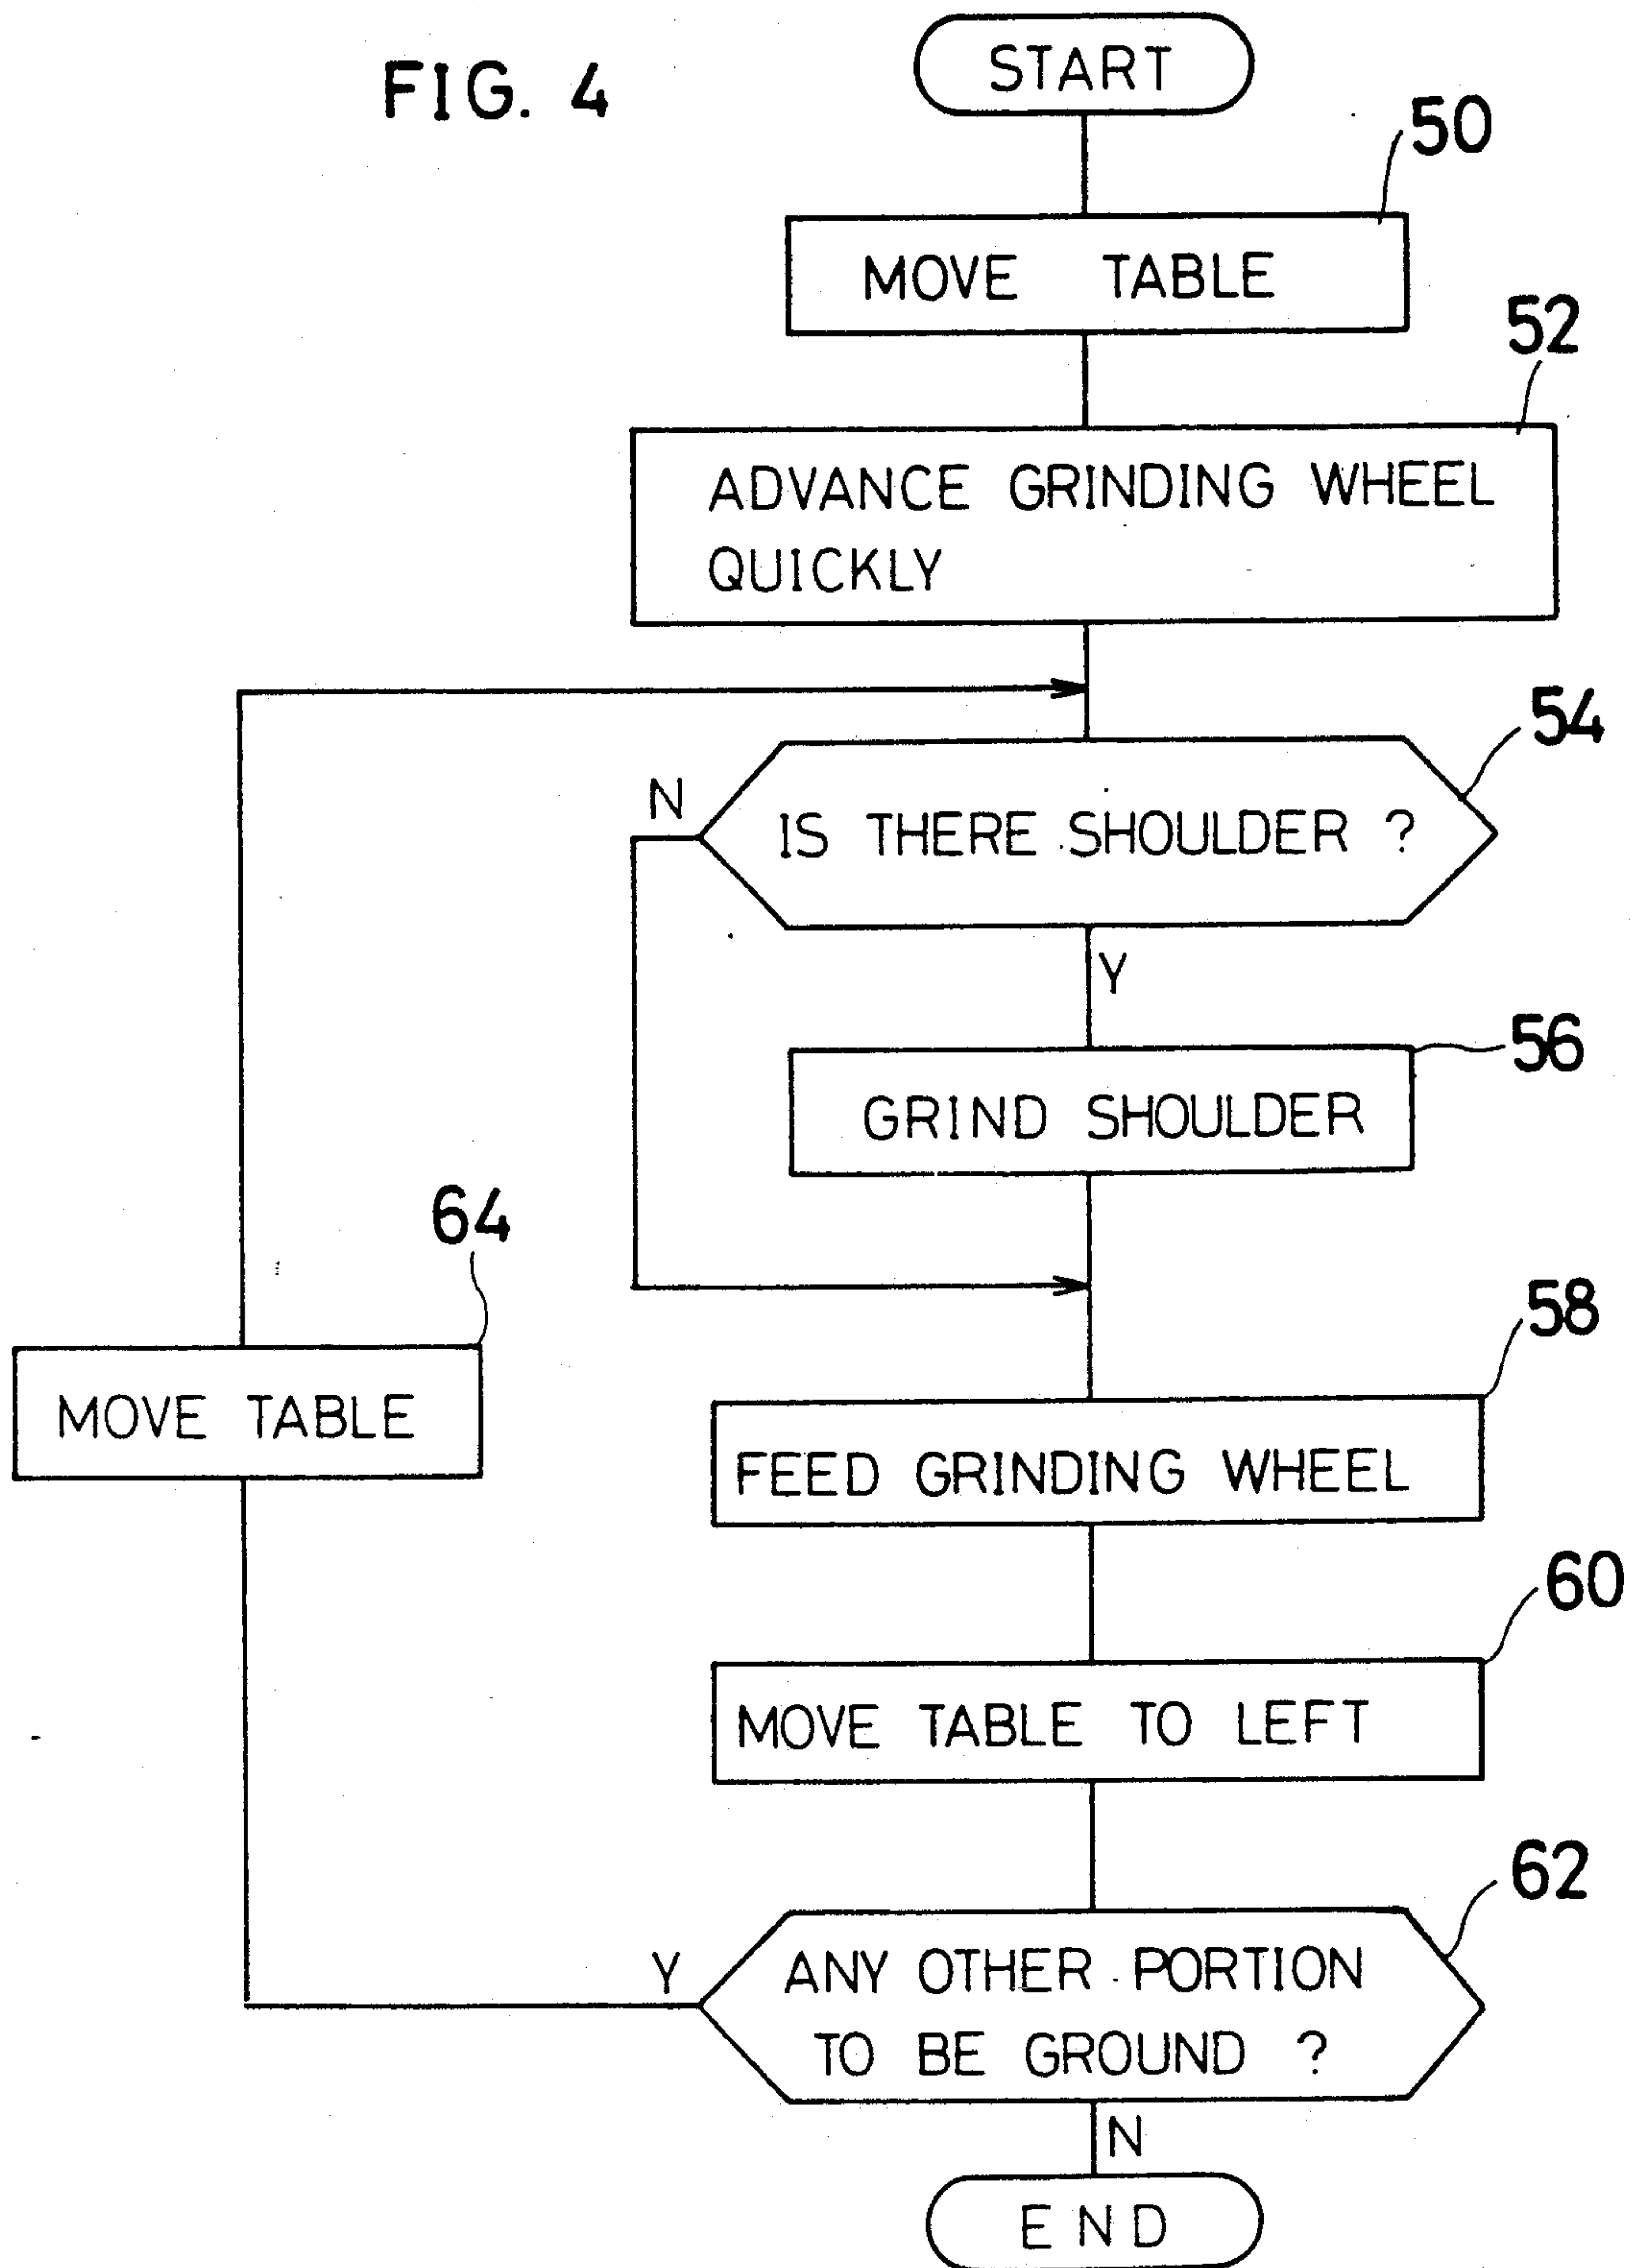 FIG. 4
START
50
MOVE TABLE
52
ADVANCE GRINDING WHEEL
QUICKLY
54
N
IS THERE SHOULDER ?
Y
56
GRIND SHOULDER
64
58
MOVE TABLE
FEED GRINDING WHEEL
60
MOVE TABLE TO LEFT
62
Y
ANY OTHER PORTION
TO BE GROUND ?
N
END